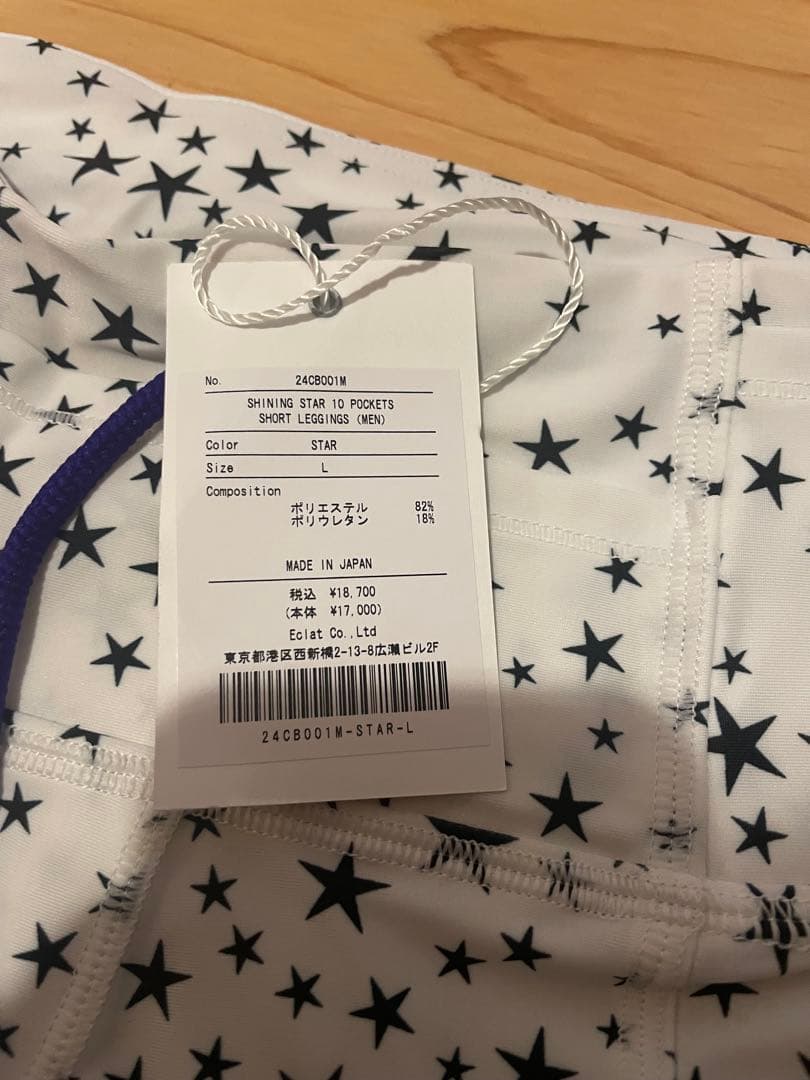 No. 24CB001M
SHINING STAR 10 POCKETS
SHORT LEGGINGS (MEN)
Color STAR
Size L
Composition
ポリエステル 82%
ポリウレタン 18%
MADE IN JAPAN
税込 ¥18,700
(本体 ¥17,000)
Eclat Co.,Ltd
東京都港区西新橋2-13-8広瀬ビル2F
24CB001M-STAR-L